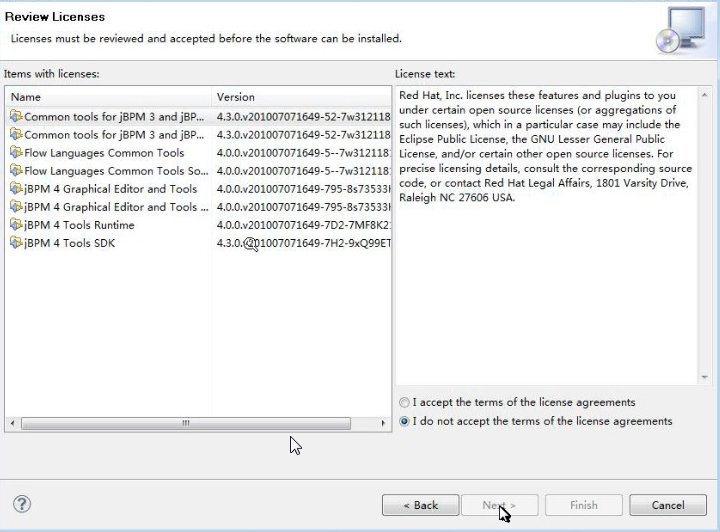 Review Licenses
Licenses must be reviewed and accepted before the software can be installed.
Items with licenses:
Name Version
Common tools for jBPM 3 and jBP... 4.3.0.v201007071649-52-7w312118
Common tools for jBPM 3 and jBP... 4.3.0.v201007071649-52-7w312118
Flow Languages Common Tools 4.0.0.v201007071649-5--7w312118
Flow Languages Common Tools So... 4.0.0.v201007071649-5--7w312118
jBPM 4 Graphical Editor and Tools 4.0.0.v201007071649-795-8s73533
jBPM 4 Graphical Editor and Tools ... 4.0.0.v201007071649-795-8s73533
jBPM 4 Tools Runtime 4.0.0.v201007071649-7D2-7MF8K2
jBPM 4 Tools SDK 4.3.0.v201007071649-7H2-9xQ99ET
License text:
Red Hat, Inc. licenses these features and plugins to you
under certain open source licenses (or aggregations of
such licenses), which in a particular case may include the
Eclipse Public License, the GNU Lesser General Public
License, and/or certain other open source licenses. For
precise licensing details, consult the corresponding source
code, or contact Red Hat Legal Affairs, 1801 Varsity Drive,
Raleigh NC 27606 USA.
I accept the terms of the license agreements
I do not accept the terms of the license agreements
?
< Back Next > Finish Cancel